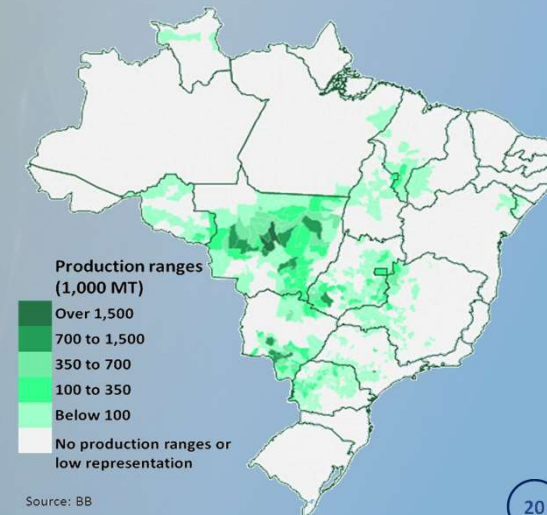 Production ranges
(1,000 MT)
Over 1,500
700 to 1,500
350 to 700
100 to 350
Below 100
No production ranges or
low representation
Source: BB
20